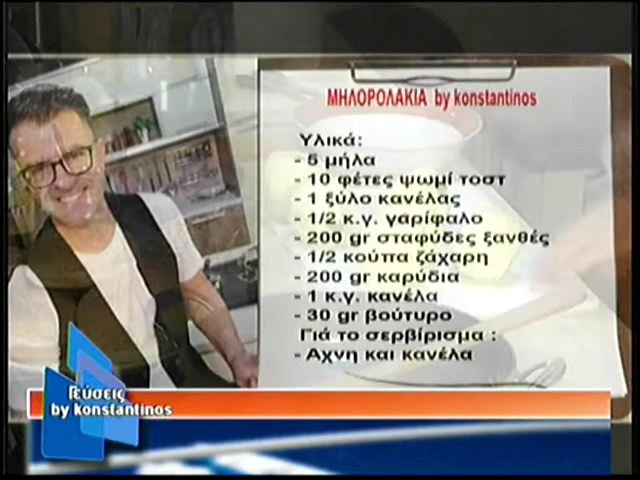 ΜΗΛΟΡΟΛΑΚΙΑ by konstantinos
Υλικά:
- 5 μήλα
- 10 φέτες ψωμί τοστ
- 1 ξύλο κανέλας
- 1/2 κ.γ. γαρίφαλο
- 200 gr σταφύδες ξανθές
- 1/2 κούπα ζάχαρη
- 200 gr καρύδια
- 1 κ.γ. κανέλα
- 30 gr βούτυρο
Γιά το σερβίρισμα :
- Αχνη και κανέλα
Γεύσεις
by konstantinos